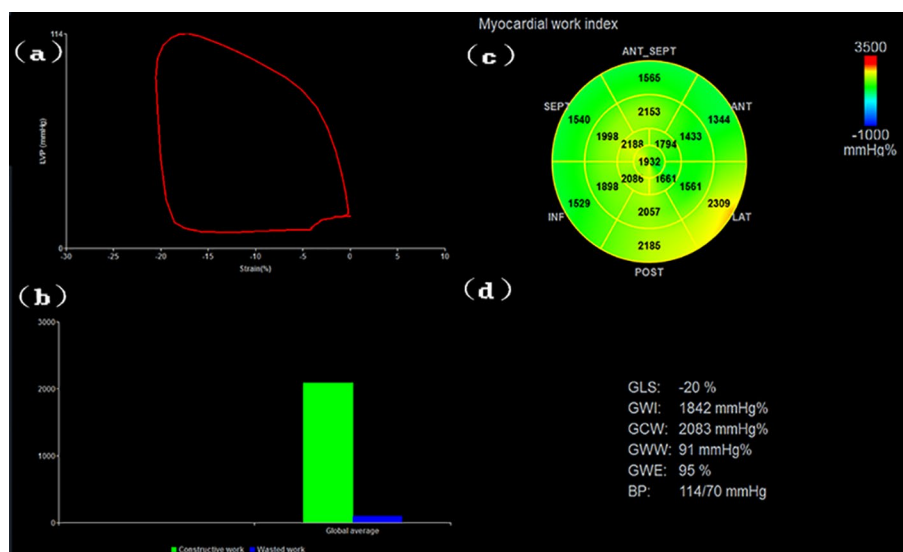 Myocardial work index
(a)
114
LVP (mmHg)
0
-30 -25 -20 -15 -10 -5 0 5 10
Strain(%)
(c)
3500
-1000
mmHg%
ANT_SEPT
SEPT
ANT
INF
LAT
POST
1565
1540
1344
2153
1998
1433
2188
1794
1932
2086
1661
1898
1561
1529
2309
2057
2185
(b)
3000
2000
1000
0
Global average
Constructive work Wasted work
(d)
GLS: -20 %
GWI: 1842 mmHg%
GCW: 2083 mmHg%
GWW: 91 mmHg%
GWE: 95 %
BP: 114/70 mmHg